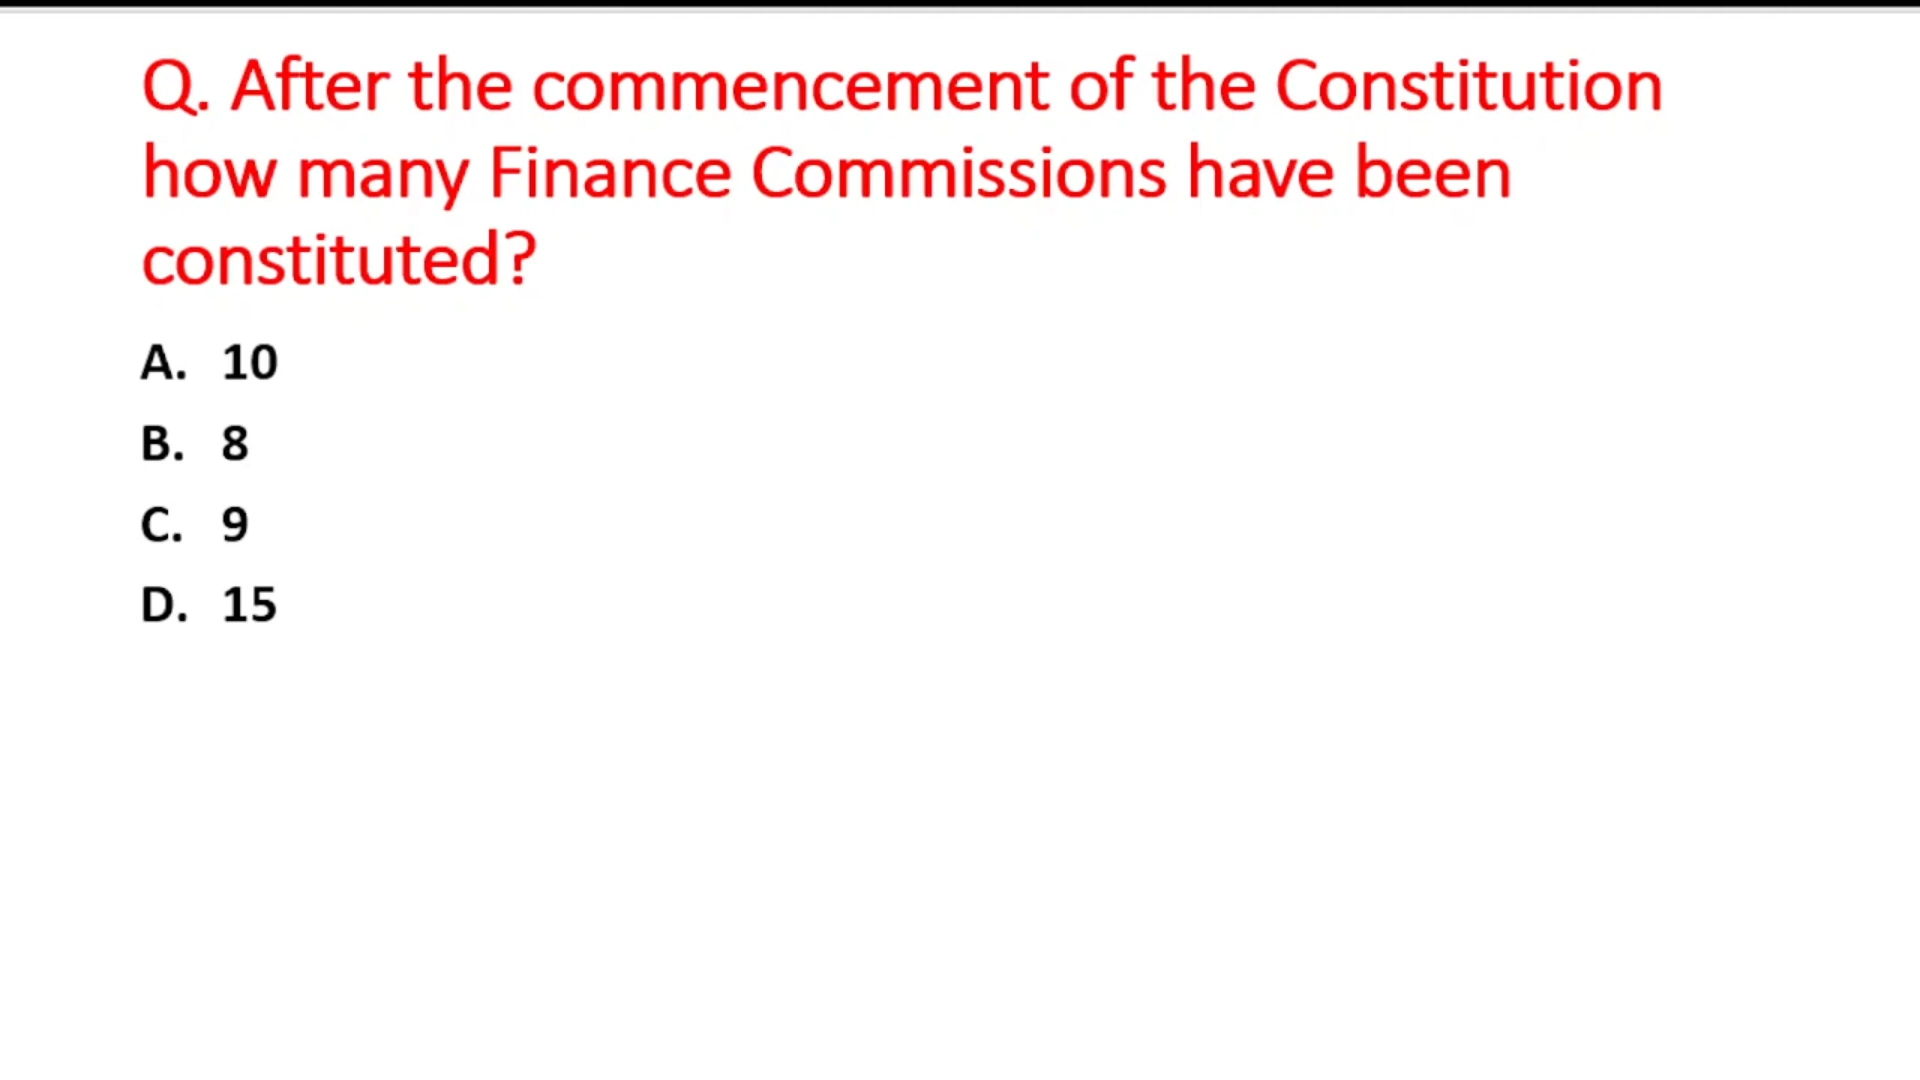 Q. After the commencement of the Constitution
how many Finance Commissions have been
constituted?
A. 10
B. 8
C. 9
D. 15